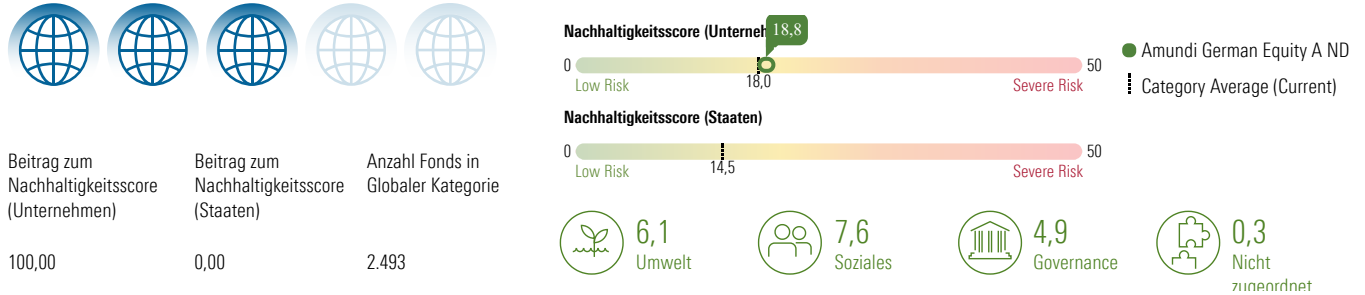 Beitrag zum
Nachhaltigkeitsscore
(Unternehmen)
100,00
Beitrag zum
Nachhaltigkeitsscore
(Staaten)
0,00
Anzahl Fonds in
Globaler Kategorie
2.493
Nachhaltigkeitsscore (Unterneh
18,8
0
50
Low Risk
18,0
Severe Risk
Amundi German Equity A ND
Category Average (Current)
Nachhaltigkeitsscore (Staaten)
0
50
Low Risk
14,5
Severe Risk
6,1
Umwelt
7,6
Soziales
4,9
Governance
0,3
Nicht
zugeordnet